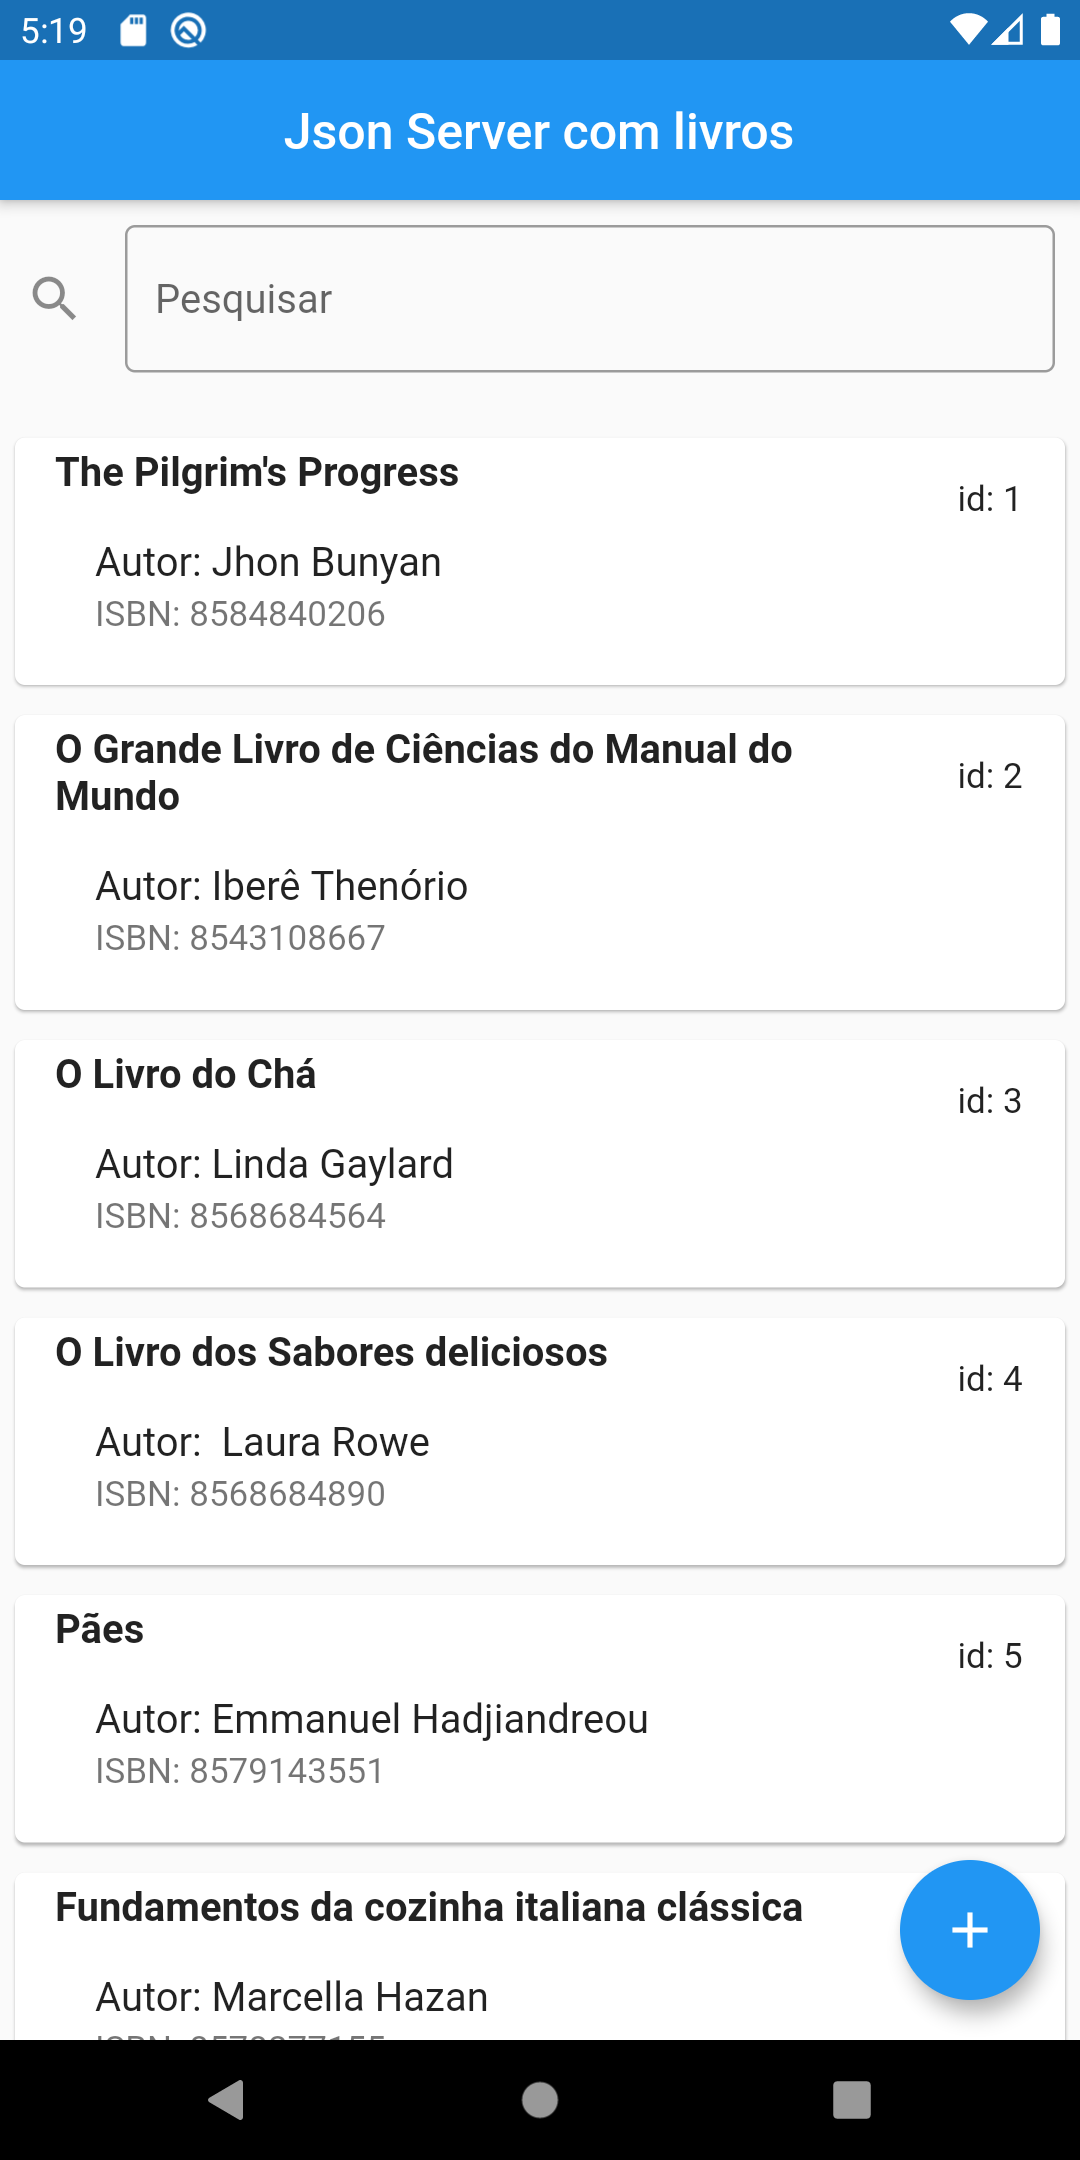 5:19
Json Server com livros
Pesquisar
The Pilgrim's Progress
id: 1
Autor: Jhon Bunyan
ISBN: 8584840206
O Grande Livro de Ciências do Manual do
Mundo
id: 2
Autor: Iberê Thenório
ISBN: 8543108667
O Livro do Chá
id: 3
Autor: Linda Gaylard
ISBN: 8568684564
O Livro dos Sabores deliciosos
id: 4
Autor:  Laura Rowe
ISBN: 8568684890
Pães
id: 5
Autor: Emmanuel Hadjiandreou
ISBN: 8579143551
Fundamentos da cozinha italiana clássica
Autor: Marcella Hazan
ISBN: